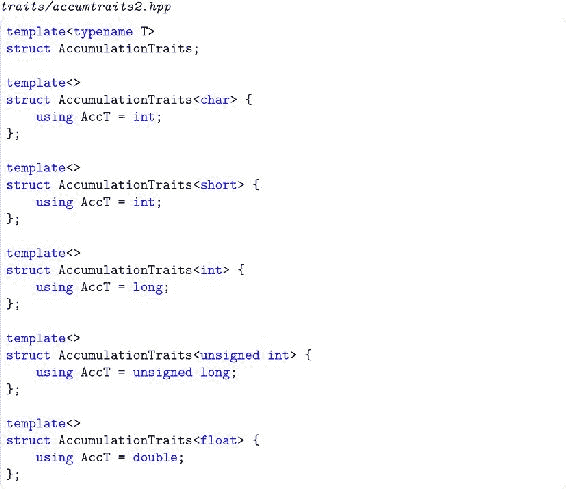 traits/accumtraits2.hpp
template<typename T>
struct AccumulationTraits;
template<>
struct AccumulationTraits<char> {
    using AccT = int;
};
template<>
struct AccumulationTraits<short> {
    using AccT = int;
};
template<>
struct AccumulationTraits<int> {
    using AccT = long;
};
template<>
struct AccumulationTraits<unsigned int> {
    using AccT = unsigned long;
};
template<>
struct AccumulationTraits<float> {
    using AccT = double;
};